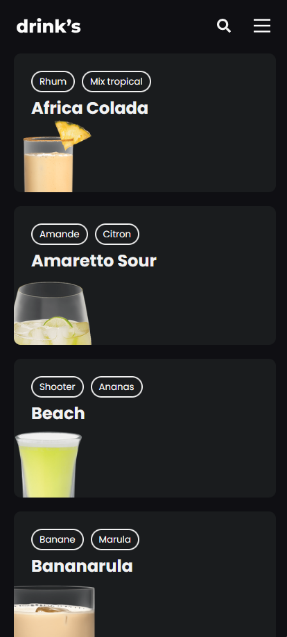 drink’s
Rhum Mix tropical
Africa Colada
Amande Citron
Amaretto Sour
Shooter Ananas
Beach
Banane Marula
Bananarula